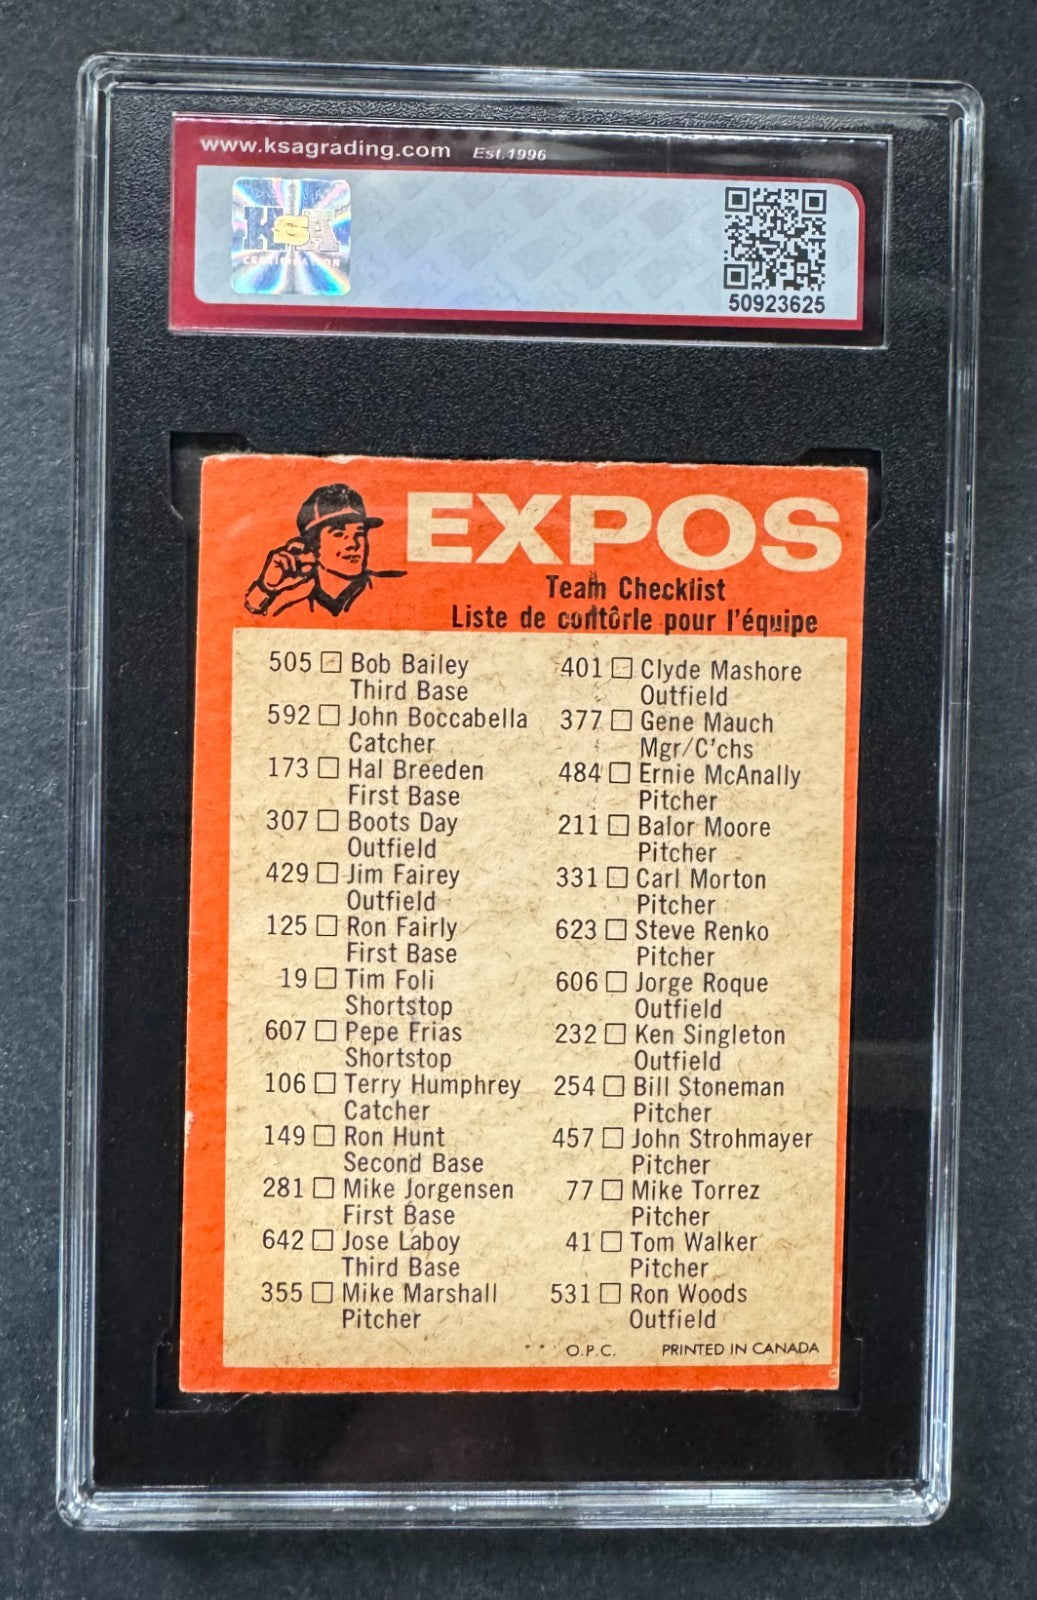 www.ksagrading.com Est.1996
KSA
CERTIFICATION
50923625
EXPOS
Team Checklist
Liste de contôrle pour l'équipe
505 Bob Bailey
Third Base
592 John Boccabella
Catcher
173 Hal Breeden
First Base
307 Boots Day
Outfield
429 Jim Fairey
Outfield
125 Ron Fairly
First Base
19 Tim Foli
Shortstop
607 Pepe Frias
Shortstop
106 Terry Humphrey
Catcher
149 Ron Hunt
Second Base
281 Mike Jorgensen
First Base
642 Jose Laboy
Third Base
355 Mike Marshall
Pitcher
401 Clyde Mashore
Outfield
377 Gene Mauch
Mgr/C'chs
484 Ernie McAnally
Pitcher
211 Balor Moore
Pitcher
331 Carl Morton
Pitcher
623 Steve Renko
Pitcher
606 Jorge Roque
Outfield
232 Ken Singleton
Outfield
254 Bill Stoneman
Pitcher
457 John Strohmayer
Pitcher
77 Mike Torrez
Pitcher
41 Tom Walker
Pitcher
531 Ron Woods
Outfield
* * O.P.C. PRINTED IN CANADA